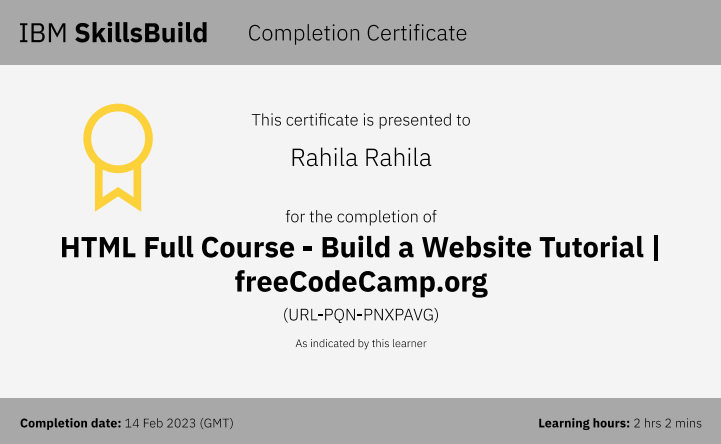 IBM SkillsBuild Completion Certificate
This certificate is presented to
Rahila Rahila
for the completion of
HTML Full Course - Build a Website Tutorial |
freeCodeCamp.org
(URL-PQN-PNXPAVG)
As indicated by this learner
Completion date: 14 Feb 2023 (GMT) Learning hours: 2 hrs 2 mins